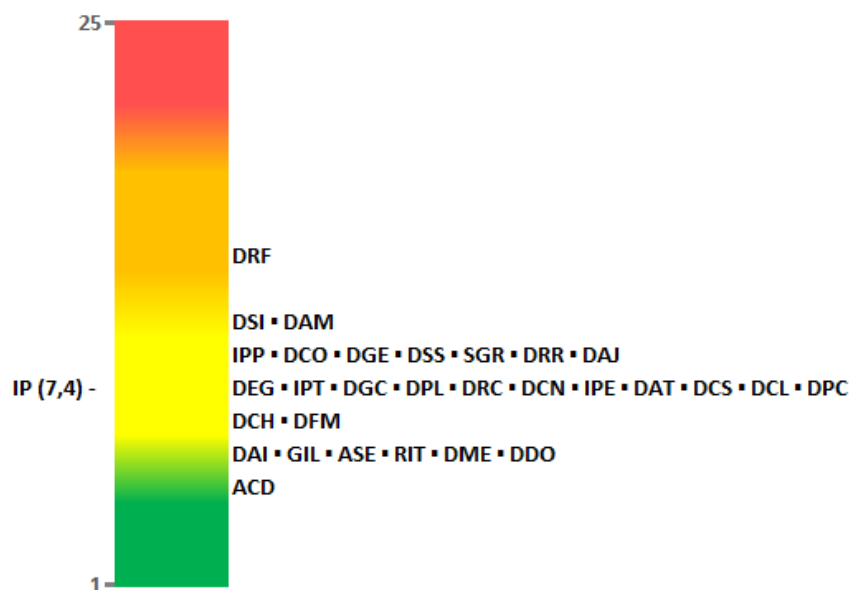 25
DRF
DSI ▪ DAM
IPP ▪ DCO ▪ DGE ▪ DSS ▪ SGR ▪ DRR ▪ DAJ
IP (7,4) - DEG ▪ IPT ▪ DGC ▪ DPL ▪ DRC ▪ DCN ▪ IPE ▪ DAT ▪ DCS ▪ DCL ▪ DPC
DCH ▪ DFM
DAI ▪ GIL ▪ ASE ▪ RIT ▪ DME ▪ DDO
ACD
1